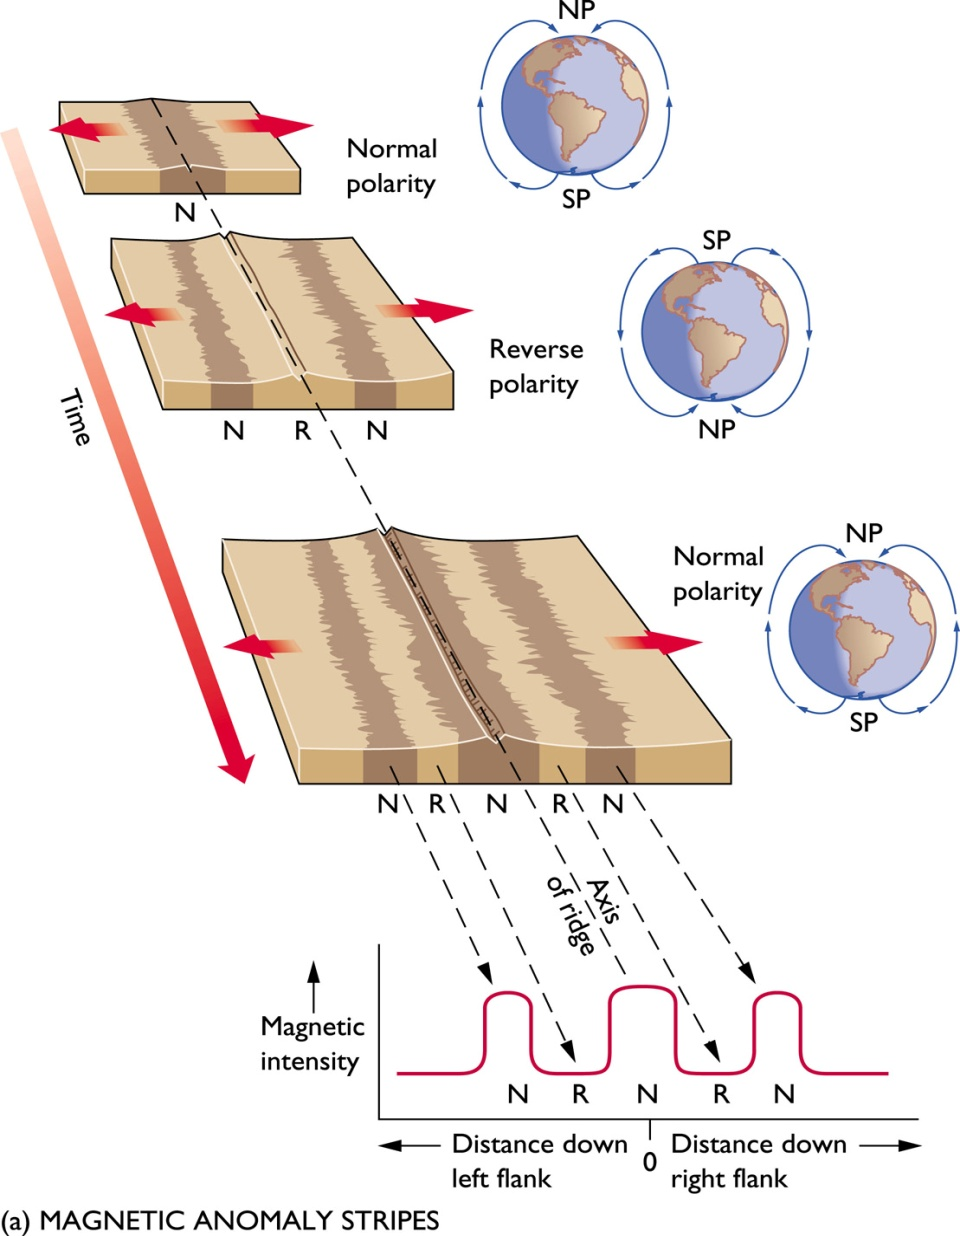 NP
Normal
polarity
SP
N
SP
Reverse
polarity
NP
N R N
Time
NP
Normal
polarity
SP
N R N R N
Axis
of ridge
Magnetic
intensity
N R N R N
Distance down
left flank
0
Distance down
right flank
(a) MAGNETIC ANOMALY STRIPES